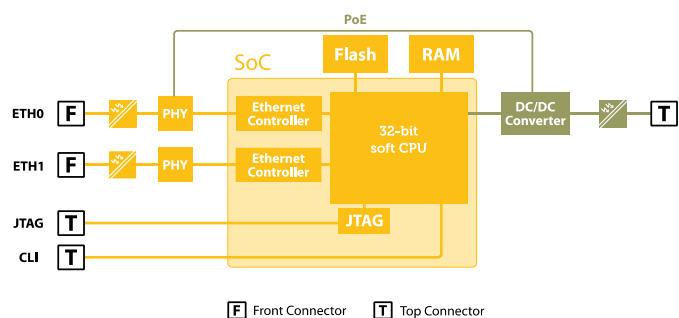 PoE
SoC
Flash
RAM
ETH0
F
PHY
Ethernet
Controller
32-bit
soft CPU
DC/DC
Converter
T
ETH1
F
PHY
Ethernet
Controller
JTAG
T
JTAG
CLI
T
F Front Connector
T Top Connector